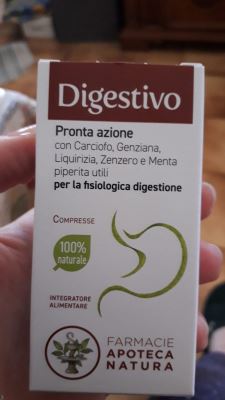 Digestivo
Pronta azione
con Carciofo, Genziana,
Liquirizia, Zenzero e Menta
piperita utili
per la fisiologica digestione
COMPRESSE
100%
naturale
INTEGRATORE
ALIMENTARE
FARMACIE
APOTECA
NATURA